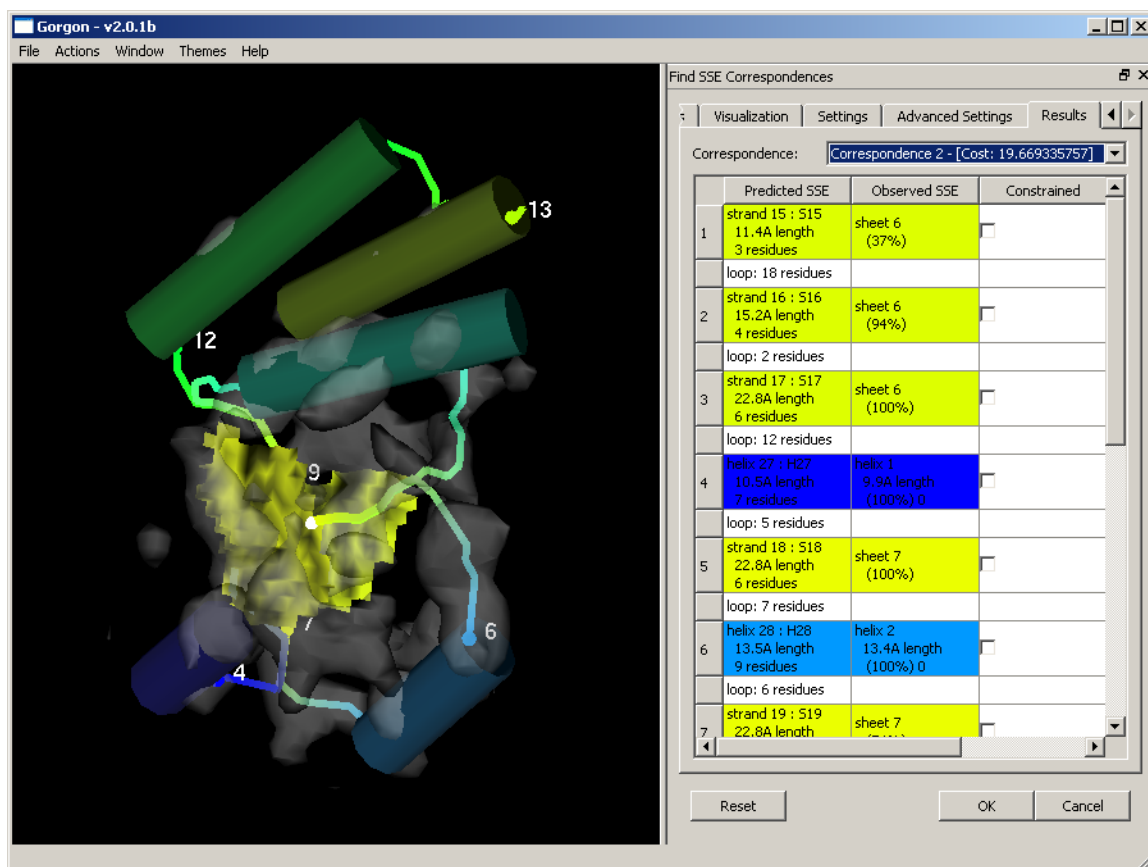 Gorgon - v2.0.1b
File Actions Window Themes Help
13
12
9
7
6
4
Find SSE Correspondences
Visualization Settings Advanced Settings Results
Correspondence: Correspondence 2 - [Cost: 19.669335757]
Predicted SSE Observed SSE Constrained
1
strand 15 : S15
11.4A length
3 residues
sheet 6
(37%)
loop: 18 residues
2
strand 16 : S16
15.2A length
4 residues
sheet 6
(94%)
loop: 2 residues
3
strand 17 : S17
22.8A length
6 residues
sheet 6
(100%)
loop: 12 residues
4
helix 27 : H27
10.5A length
7 residues
helix 1
9.9A length
(100%) 0
loop: 5 residues
5
strand 18 : S18
22.8A length
6 residues
sheet 7
(100%)
loop: 7 residues
6
helix 28 : H28
13.5A length
9 residues
helix 2
13.4A length
(100%) 0
loop: 6 residues
7
strand 19 : S19
22.8A length
sheet 7
Reset OK Cancel